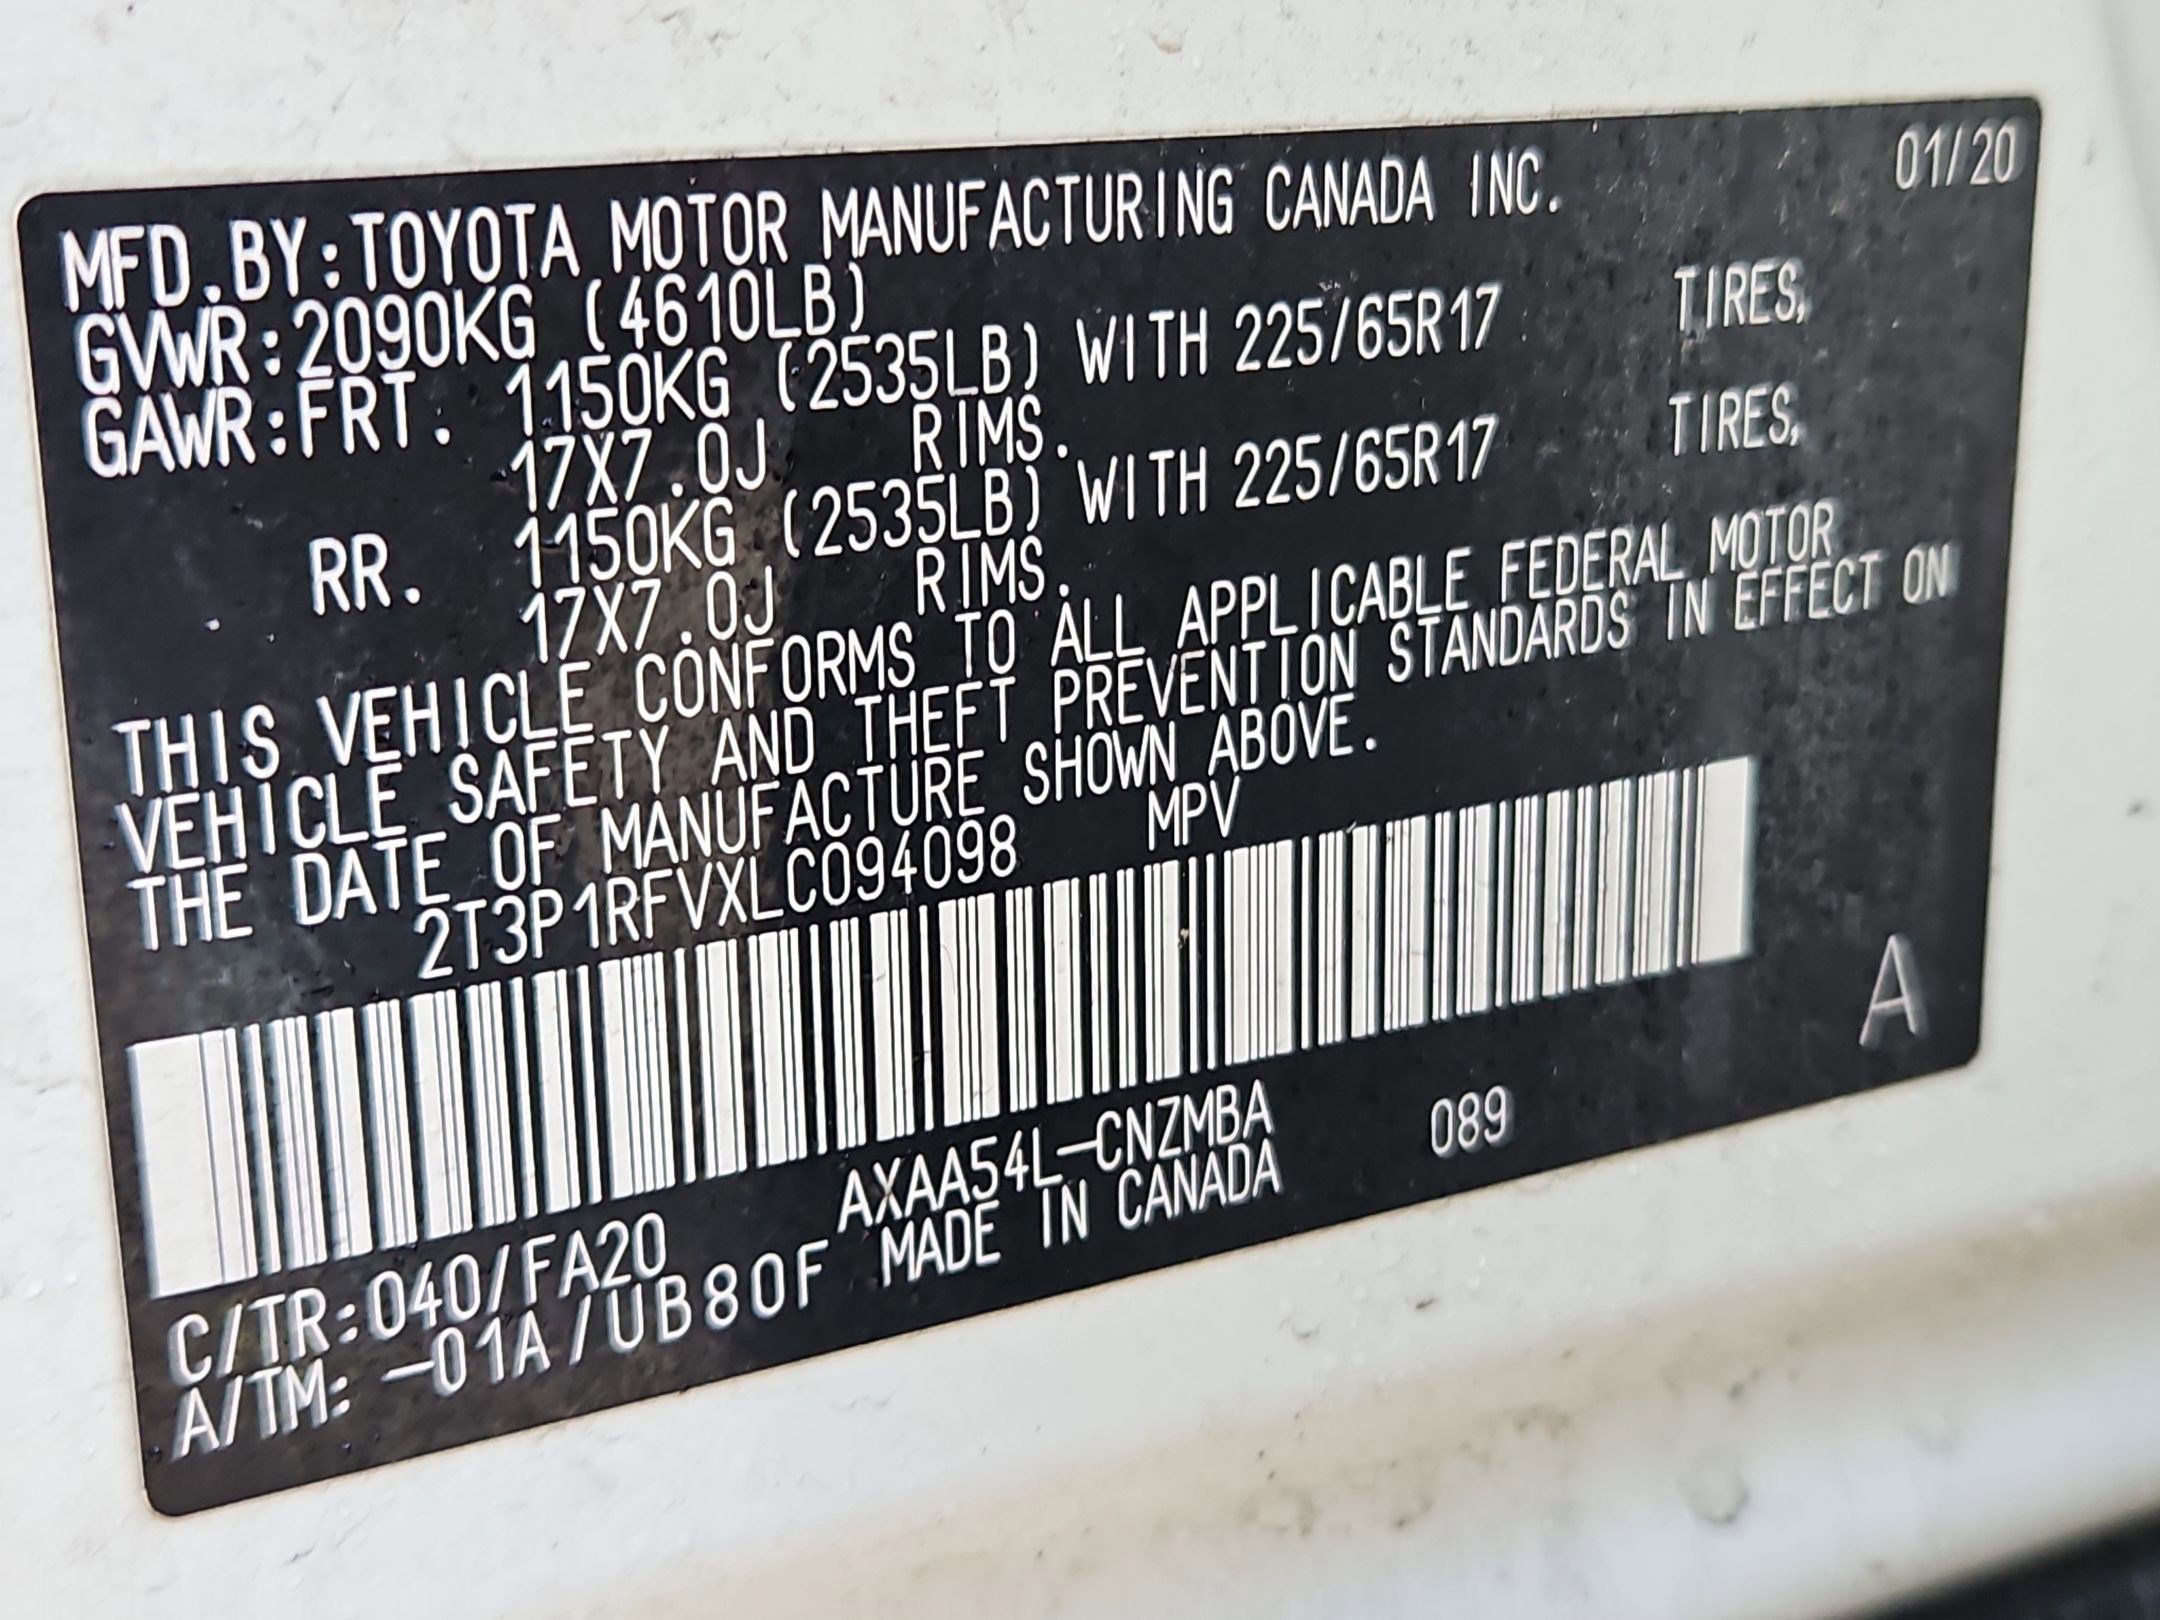 01/20
MFD.BY:TOYOTA MOTOR MANUFACTURING CANADA INC.
GVWR:2090KG (4610LB)
GAWR:FRT. 1150KG (2535LB) WITH 225/65R17 TIRES,
17X7.0J RIMS.
RR. 1150KG (2535LB) WITH 225/65R17 TIRES,
17X7.0J RIMS.
THIS VEHICLE CONFORMS TO ALL APPLICABLE FEDERAL MOTOR
VEHICLE SAFETY AND THEFT PREVENTION STANDARDS IN EFFECT ON
THE DATE OF MANUFACTURE SHOWN ABOVE.
2T3P1RFVXLC094098 MPV
A
C/TR:040/FA20 AXAA54L-CNZMBA 089
A/TM: -01A/UB80F MADE IN CANADA